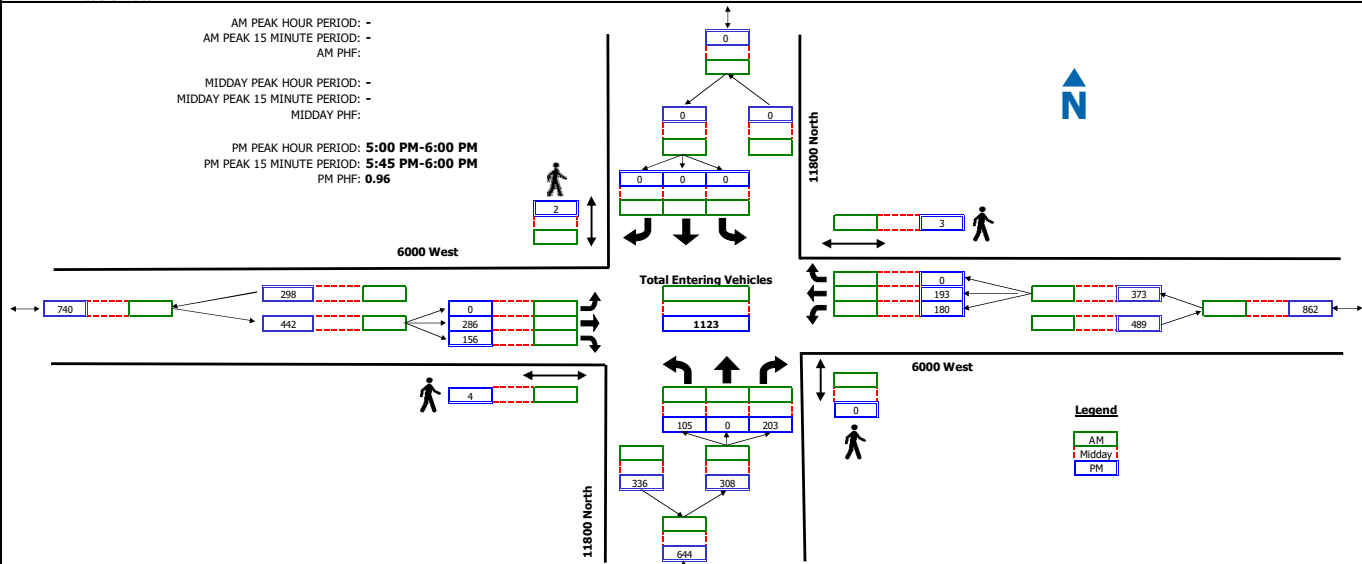 AM PEAK HOUR PERIOD: -
AM PEAK 15 MINUTE PERIOD: -
AM PHF:
MIDDAY PEAK HOUR PERIOD: -
MIDDAY PEAK 15 MINUTE PERIOD: -
MIDDAY PHF:
PM PEAK HOUR PERIOD: 5:00 PM-6:00 PM
PM PEAK 15 MINUTE PERIOD: 5:45 PM-6:00 PM
PM PHF: 0.96
0
0
0
0 0 0
11800 North
N
2
3
6000 West
Total Entering Vehicles
1123
740
298
442
0
286
156
0
193
180
373
489
862
4
6000 West
0
105 0 203
336
308
644
11800 North
Legend
AM
Midday
PM